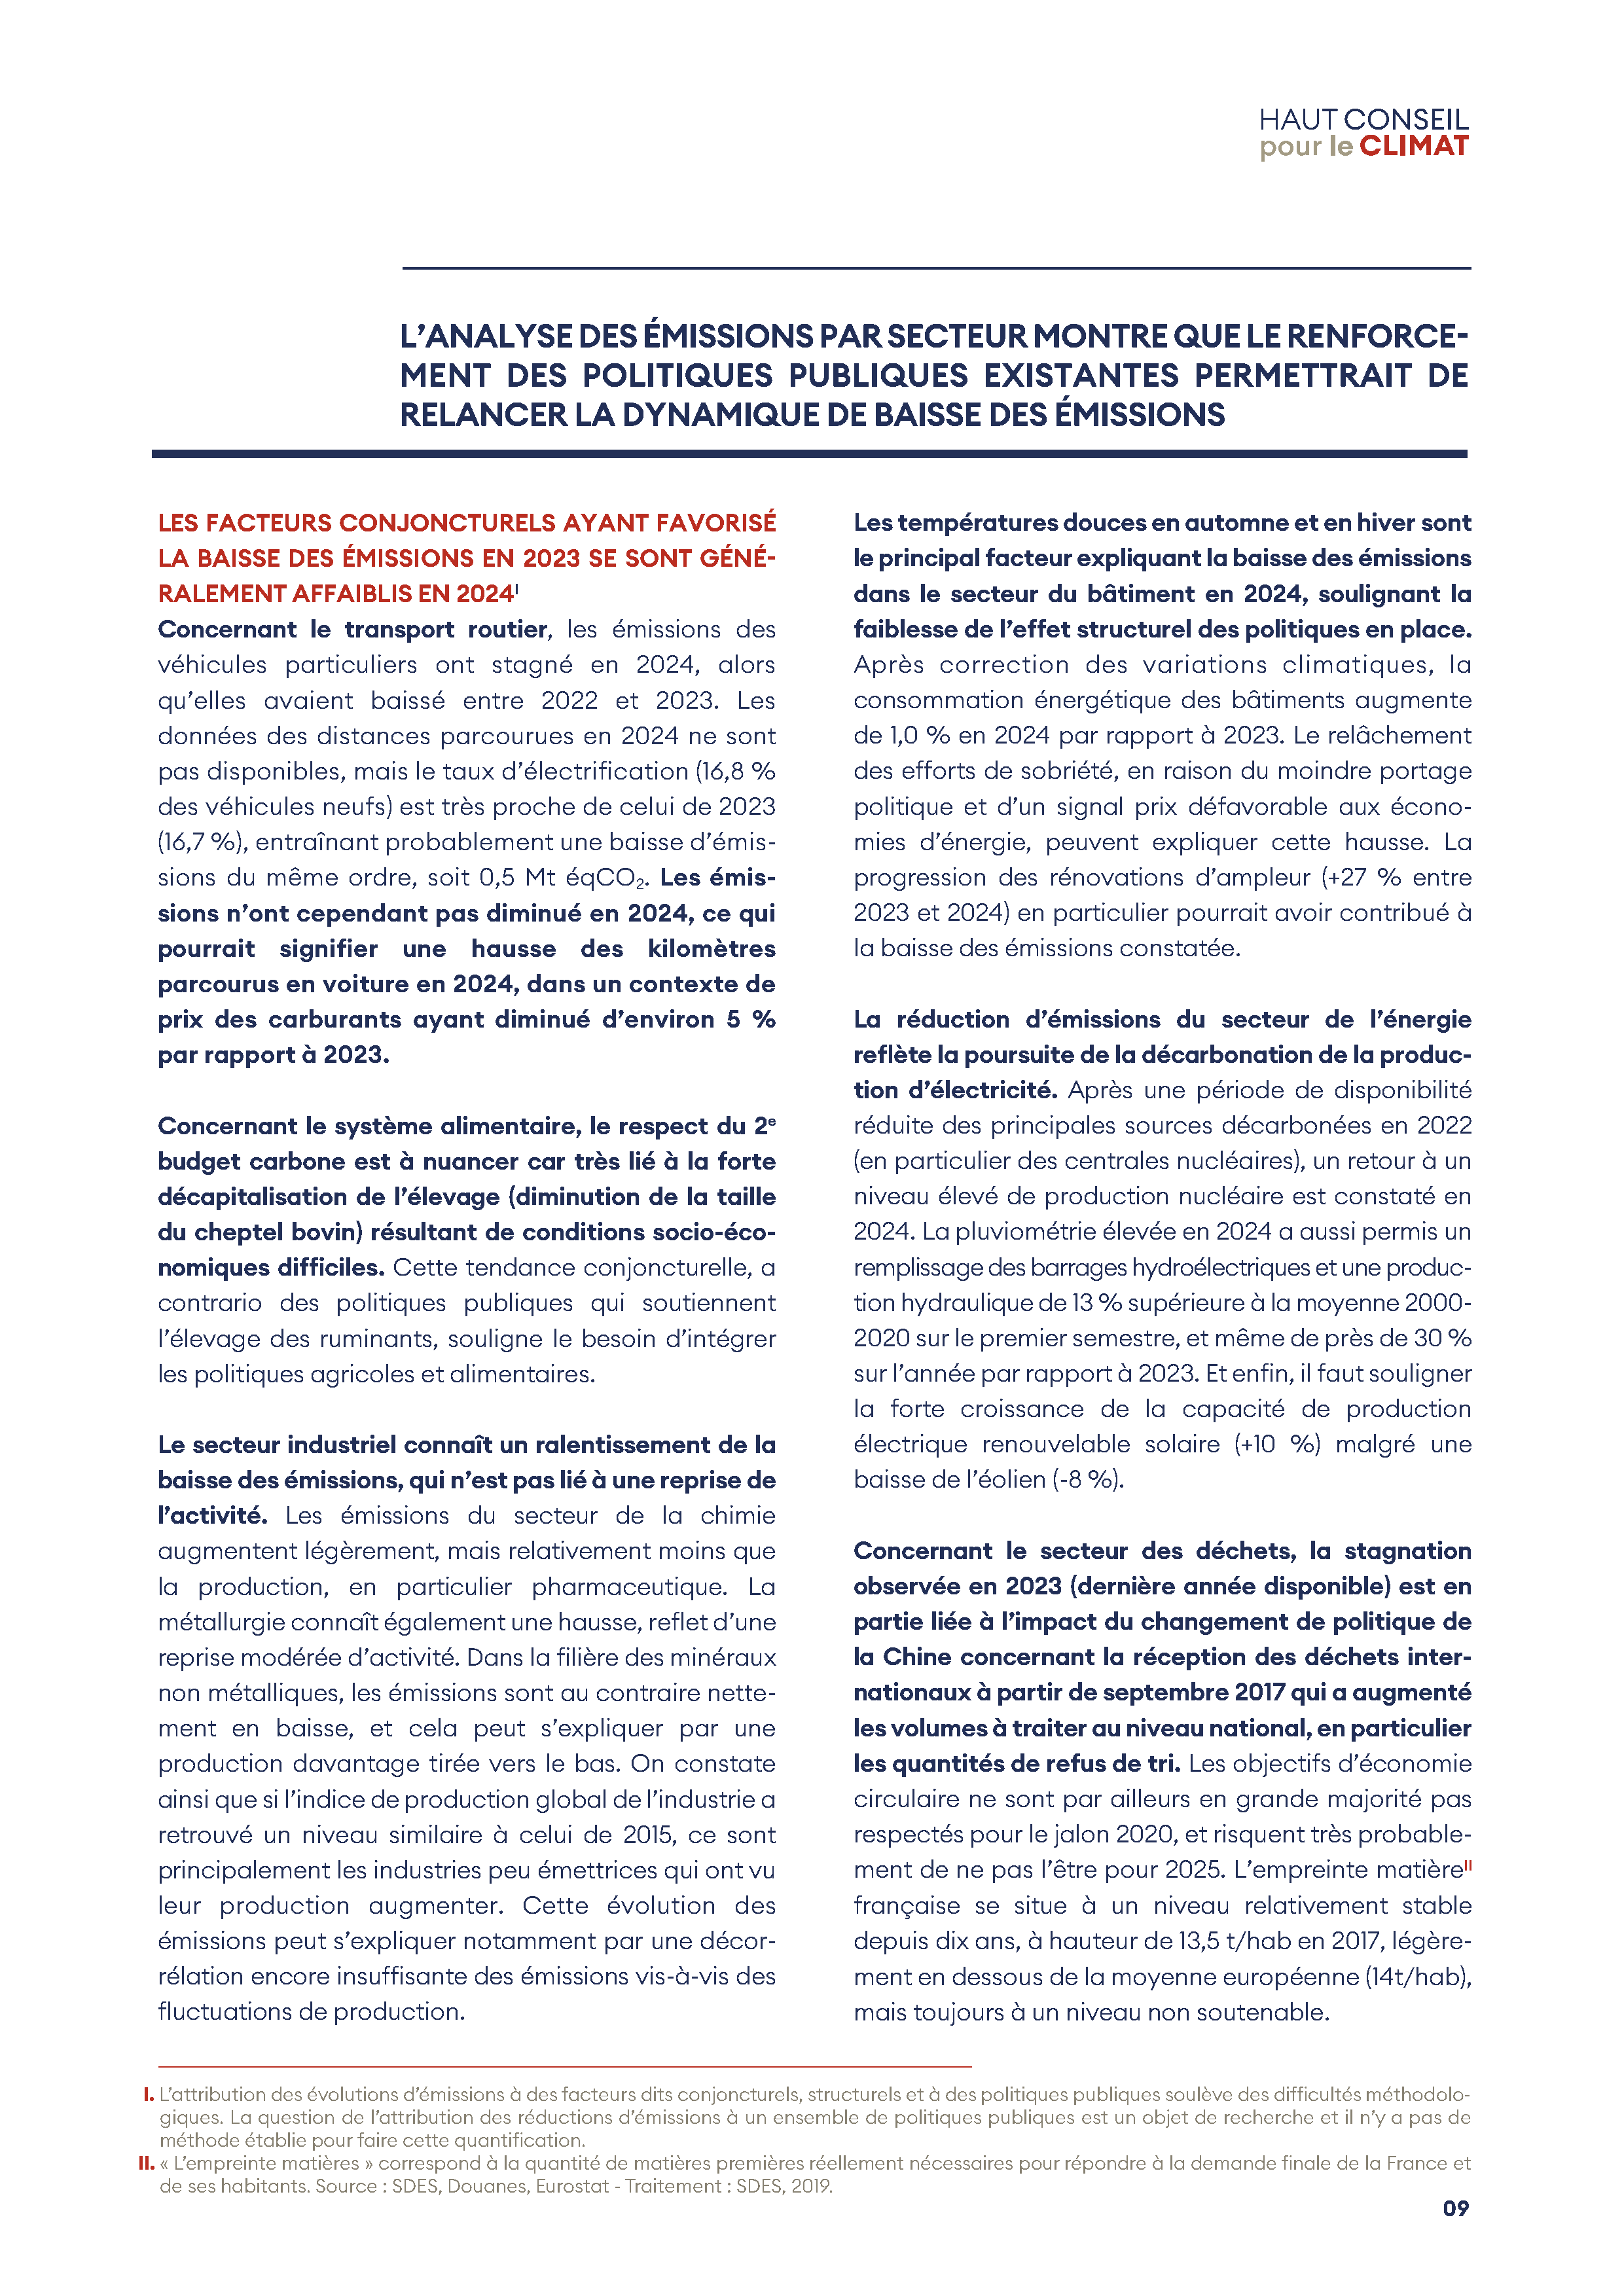 HAUT CONSEIL
pour le CLIMAT
L’ANALYSE DES ÉMISSIONS PAR SECTEUR MONTRE QUE LE RENFORCE-
MENT DES POLITIQUES PUBLIQUES EXISTANTES PERMETTRAIT DE
RELANCER LA DYNAMIQUE DE BAISSE DES ÉMISSIONS
LES FACTEURS CONJONCTURELS AYANT FAVORISÉ
LA BAISSE DES ÉMISSIONS EN 2023 SE SONT GÉNÉ-
RALEMENT AFFAIBLIS EN 2024ᴵ
Concernant le transport routier, les émissions des
véhicules particuliers ont stagné en 2024, alors
qu’elles avaient baissé entre 2022 et 2023. Les
données des distances parcourues en 2024 ne sont
pas disponibles, mais le taux d’électrification (16,8 %
des véhicules neufs) est très proche de celui de 2023
(16,7 %), entraînant probablement une baisse d’émis-
sions du même ordre, soit 0,5 Mt éqCO₂. Les émis-
sions n’ont cependant pas diminué en 2024, ce qui
pourrait signifier une hausse des kilomètres
parcourus en voiture en 2024, dans un contexte de
prix des carburants ayant diminué d’environ 5 %
par rapport à 2023.
Concernant le système alimentaire, le respect du 2ᵉ
budget carbone est à nuancer car très lié à la forte
décapitalisation de l’élevage (diminution de la taille
du cheptel bovin) résultant de conditions socio-éco-
nomiques difficiles. Cette tendance conjoncturelle, a
contrario des politiques publiques qui soutiennent
l’élevage des ruminants, souligne le besoin d’intégrer
les politiques agricoles et alimentaires.
Le secteur industriel connaît un ralentissement de la
baisse des émissions, qui n’est pas lié à une reprise de
l’activité. Les émissions du secteur de la chimie
augmentent légèrement, mais relativement moins que
la production, en particulier pharmaceutique. La
métallurgie connaît également une hausse, reflet d’une
reprise modérée d’activité. Dans la filière des minéraux
non métalliques, les émissions sont au contraire nette-
ment en baisse, et cela peut s’expliquer par une
production davantage tirée vers le bas. On constate
ainsi que si l’indice de production global de l’industrie a
retrouvé un niveau similaire à celui de 2015, ce sont
principalement les industries peu émettrices qui ont vu
leur production augmenter. Cette évolution des
émissions peut s’expliquer notamment par une décor-
rélation encore insuffisante des émissions vis-à-vis des
fluctuations de production.
Les températures douces en automne et en hiver sont
le principal facteur expliquant la baisse des émissions
dans le secteur du bâtiment en 2024, soulignant la
faiblesse de l’effet structurel des politiques en place.
Après correction des variations climatiques, la
consommation énergétique des bâtiments augmente
de 1,0 % en 2024 par rapport à 2023. Le relâchement
des efforts de sobriété, en raison du moindre portage
politique et d’un signal prix défavorable aux écono-
mies d’énergie, peuvent expliquer cette hausse. La
progression des rénovations d’ampleur (+27 % entre
2023 et 2024) en particulier pourrait avoir contribué à
la baisse des émissions constatée.
La réduction d’émissions du secteur de l’énergie
reflète la poursuite de la décarbonation de la produc-
tion d’électricité. Après une période de disponibilité
réduite des principales sources décarbonées en 2022
(en particulier des centrales nucléaires), un retour à un
niveau élevé de production nucléaire est constaté en
2024. La pluviométrie élevée en 2024 a aussi permis un
remplissage des barrages hydroélectriques et une produc-
tion hydraulique de 13 % supérieure à la moyenne 2000-
2020 sur le premier semestre, et même de près de 30 %
sur l’année par rapport à 2023. Et enfin, il faut souligner
la forte croissance de la capacité de production
électrique renouvelable solaire (+10 %) malgré une
baisse de l’éolien (-8 %).
Concernant le secteur des déchets, la stagnation
observée en 2023 (dernière année disponible) est en
partie liée à l’impact du changement de politique de
la Chine concernant la réception des déchets inter-
nationaux à partir de septembre 2017 qui a augmenté
les volumes à traiter au niveau national, en particulier
les quantités de refus de tri. Les objectifs d’économie
circulaire ne sont par ailleurs en grande majorité pas
respectés pour le jalon 2020, et risquent très probable-
ment de ne pas l’être pour 2025. L’empreinte matièreᴵᴵ
française se situe à un niveau relativement stable
depuis dix ans, à hauteur de 13,5 t/hab en 2017, légère-
ment en dessous de la moyenne européenne (14t/hab),
mais toujours à un niveau non soutenable.
I. L’attribution des évolutions d’émissions à des facteurs dits conjoncturels, structurels et à des politiques publiques soulève des difficultés méthodolo-
giques. La question de l’attribution des réductions d’émissions à un ensemble de politiques publiques est un objet de recherche et il n’y a pas de
méthode établie pour faire cette quantification.
II. « L’empreinte matières » correspond à la quantité de matières premières réellement nécessaires pour répondre à la demande finale de la France et
de ses habitants. Source : SDES, Douanes, Eurostat - Traitement : SDES, 2019.
09